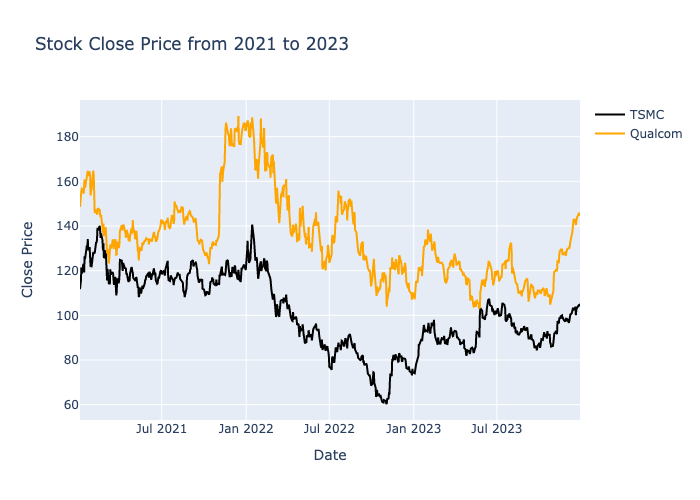 Stock Close Price from 2021 to 2023
TSMC
Qualcom
180
160
140
120
100
80
60
Close Price
Jul 2021
Jan 2022
Jul 2022
Jan 2023
Jul 2023
Date